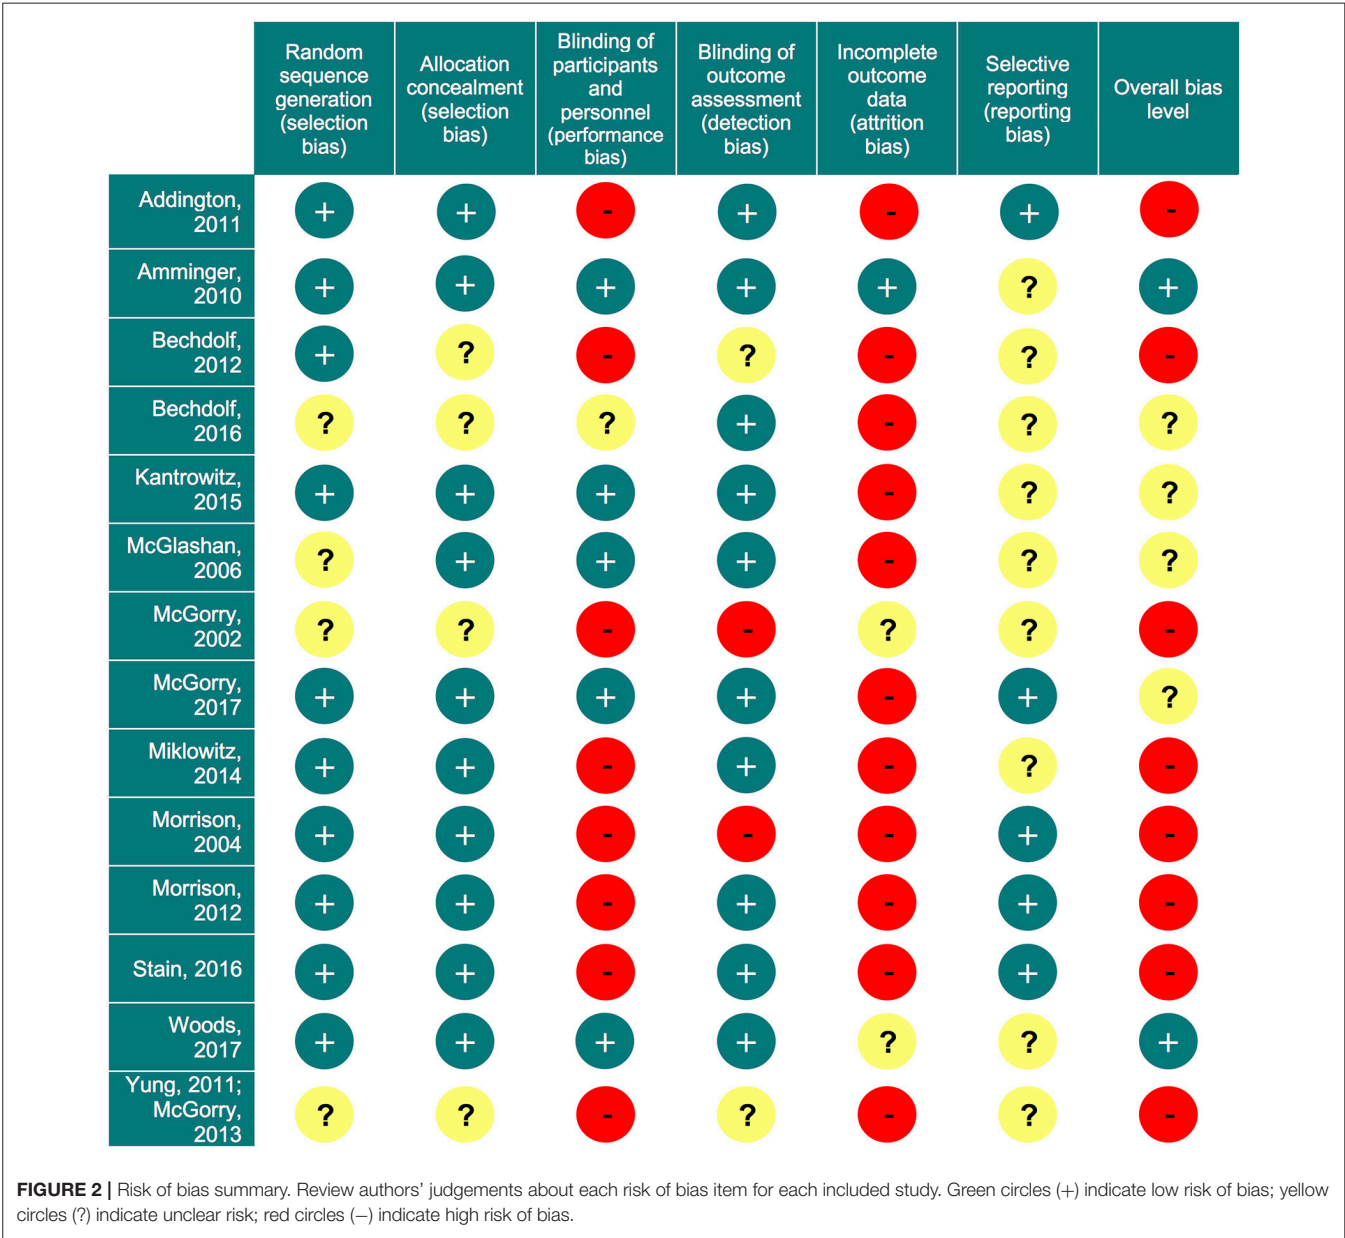 Random
sequence
generation
(selection
bias)
Allocation
concealment
(selection
bias)
Blinding of
participants
and
personnel
(performance
bias)
Blinding of
outcome
assessment
(detection
bias)
Incomplete
outcome
data
(attrition
bias)
Selective
reporting
(reporting
bias)
Overall bias
level
Addington,
2011
+ + - + - + -
Amminger,
2010
+ + + + + ? +
Bechdolf,
2012
+ ? - ? - ? -
Bechdolf,
2016
? ? ? + - ? ?
Kantrowitz,
2015
+ + + + - ? ?
McGlashan,
2006
? + + + - ? ?
McGorry,
2002
? ? - - ? ? -
McGorry,
2017
+ + + + - + ?
Miklowitz,
2014
+ + - + - ? -
Morrison,
2004
+ + - - - + -
Morrison,
2012
+ + - + - + -
Stain, 2016
+ + - + - + -
Woods,
2017
+ + + + ? ? +
Yung, 2011;
McGorry,
2013
? ? - ? - ? -
FIGURE 2 | Risk of bias summary. Review authors' judgements about each risk of bias item for each included study. Green circles (+) indicate low risk of bias; yellow
circles (?) indicate unclear risk; red circles (−) indicate high risk of bias.